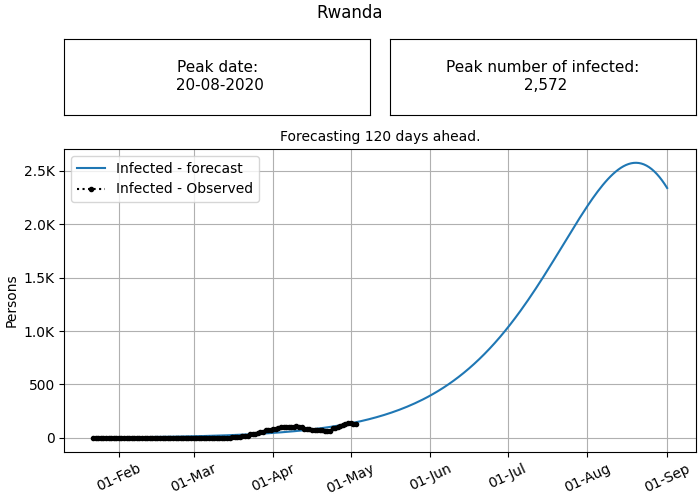 Rwanda
Peak date:
20-08-2020
Peak number of infected:
2,572
Forecasting 120 days ahead.
Infected - forecast
Infected - Observed
2.5K
2.0K
1.5K
1.0K
500
0
Persons
01-Feb
01-Mar
01-Apr
01-May
01-Jun
01-Jul
01-Aug
01-Sep